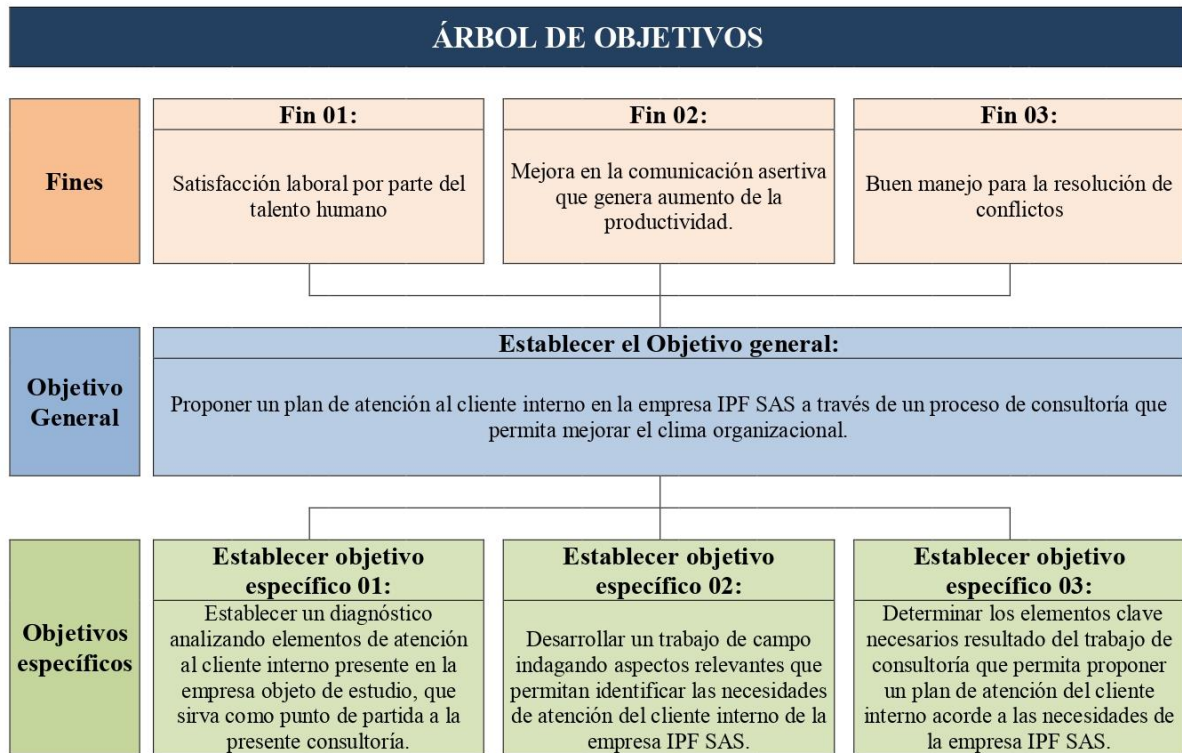 ÁRBOL DE OBJETIVOS
Fines
Fin 01:
Satisfacción laboral por parte del
talento humano
Fin 02:
Mejora en la comunicación asertiva
que genera aumento de la
productividad.
Fin 03:
Buen manejo para la resolución de
conflictos
Objetivo
General
Establecer el Objetivo general:
Proponer un plan de atención al cliente interno en la empresa IPF SAS a través de un proceso de consultoría que
permita mejorar el clima organizacional.
Objetivos
específicos
Establecer objetivo
específico 01:
Establecer un diagnóstico
analizando elementos de atención
al cliente interno presente en la
empresa objeto de estudio, que
sirva como punto de partida a la
presente consultoría.
Establecer objetivo
específico 02:
Desarrollar un trabajo de campo
indagando aspectos relevantes que
permitan identificar las necesidades
de atención del cliente interno de la
empresa IPF SAS.
Establecer objetivo
específico 03:
Determinar los elementos clave
necesarios resultado del trabajo de
consultoría que permita proponer
un plan de atención del cliente
interno acorde a las necesidades de
la empresa IPF SAS.